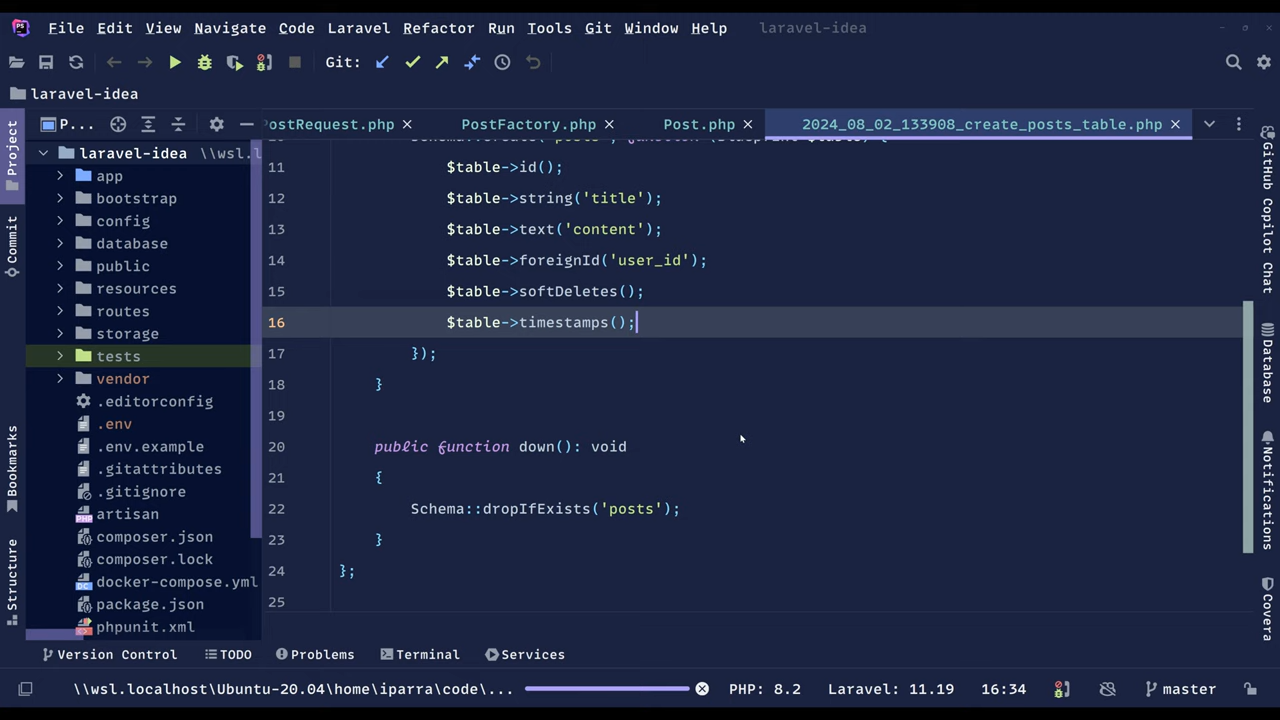 PS File Edit View Navigate Code Laravel Refactor Run Tools Git Window Help laravel-idea
Git:
laravel-idea
Project
Commit
Bookmarks
Structure
P...
laravel-idea \\wsl.l
app
bootstrap
config
database
public
resources
routes
storage
tests
vendor
.editorconfig
.env
.env.example
.gitattributes
.gitignore
artisan
composer.json
composer.lock
docker-compose.yml
package.json
phpunit.xml
ostRequest.php PostFactory.php Post.php 2024_08_02_133908_create_posts_table.php
11 $table->id();
12 $table->string('title');
13 $table->text('content');
14 $table->foreignId('user_id');
15 $table->softDeletes();
16 $table->timestamps();
17 });
18 }
19
20 public function down(): void
21 {
22 Schema::dropIfExists('posts');
23 }
24 };
25
GitHub Copilot Chat
Database
Notifications
Covera
Version Control TODO Problems Terminal Services
\\wsl.localhost\Ubuntu-20.04\home\iparra\code\... PHP: 8.2 Laravel: 11.19 16:34 master